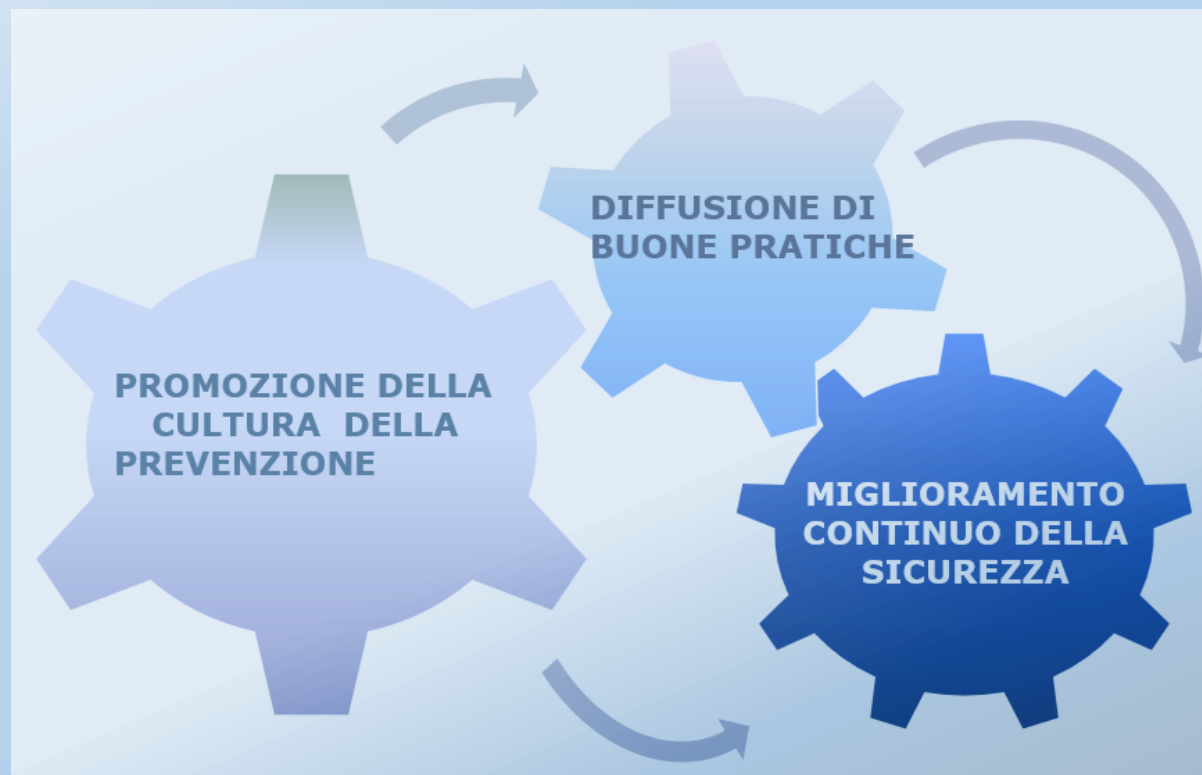 PROMOZIONE DELLA
CULTURA DELLA
PREVENZIONE
DIFFUSIONE DI
BUONE PRATICHE
MIGLIORAMENTO
CONTINUO DELLA
SICUREZZA